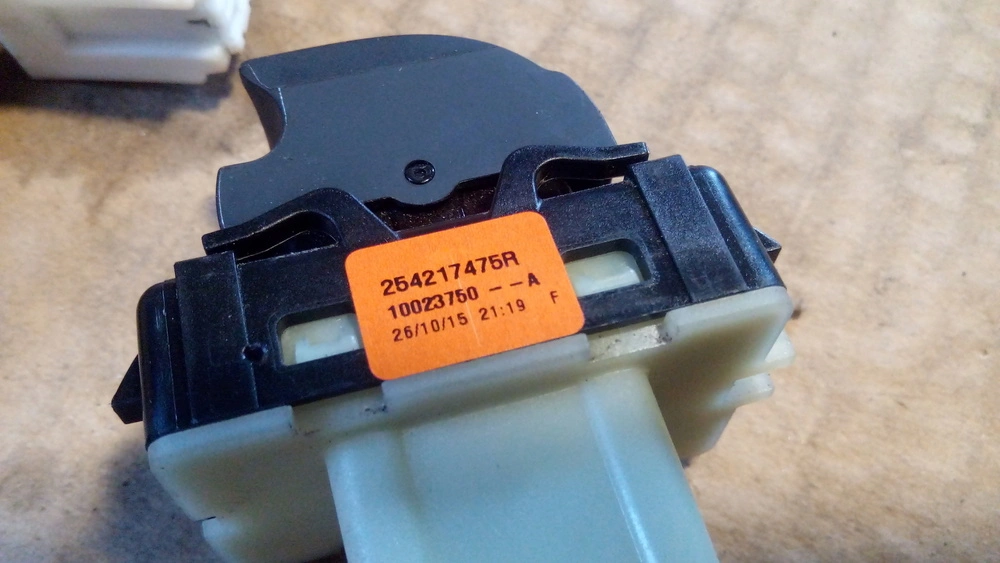 254217475R
10023750 -- A
26/10/15 21:19 F